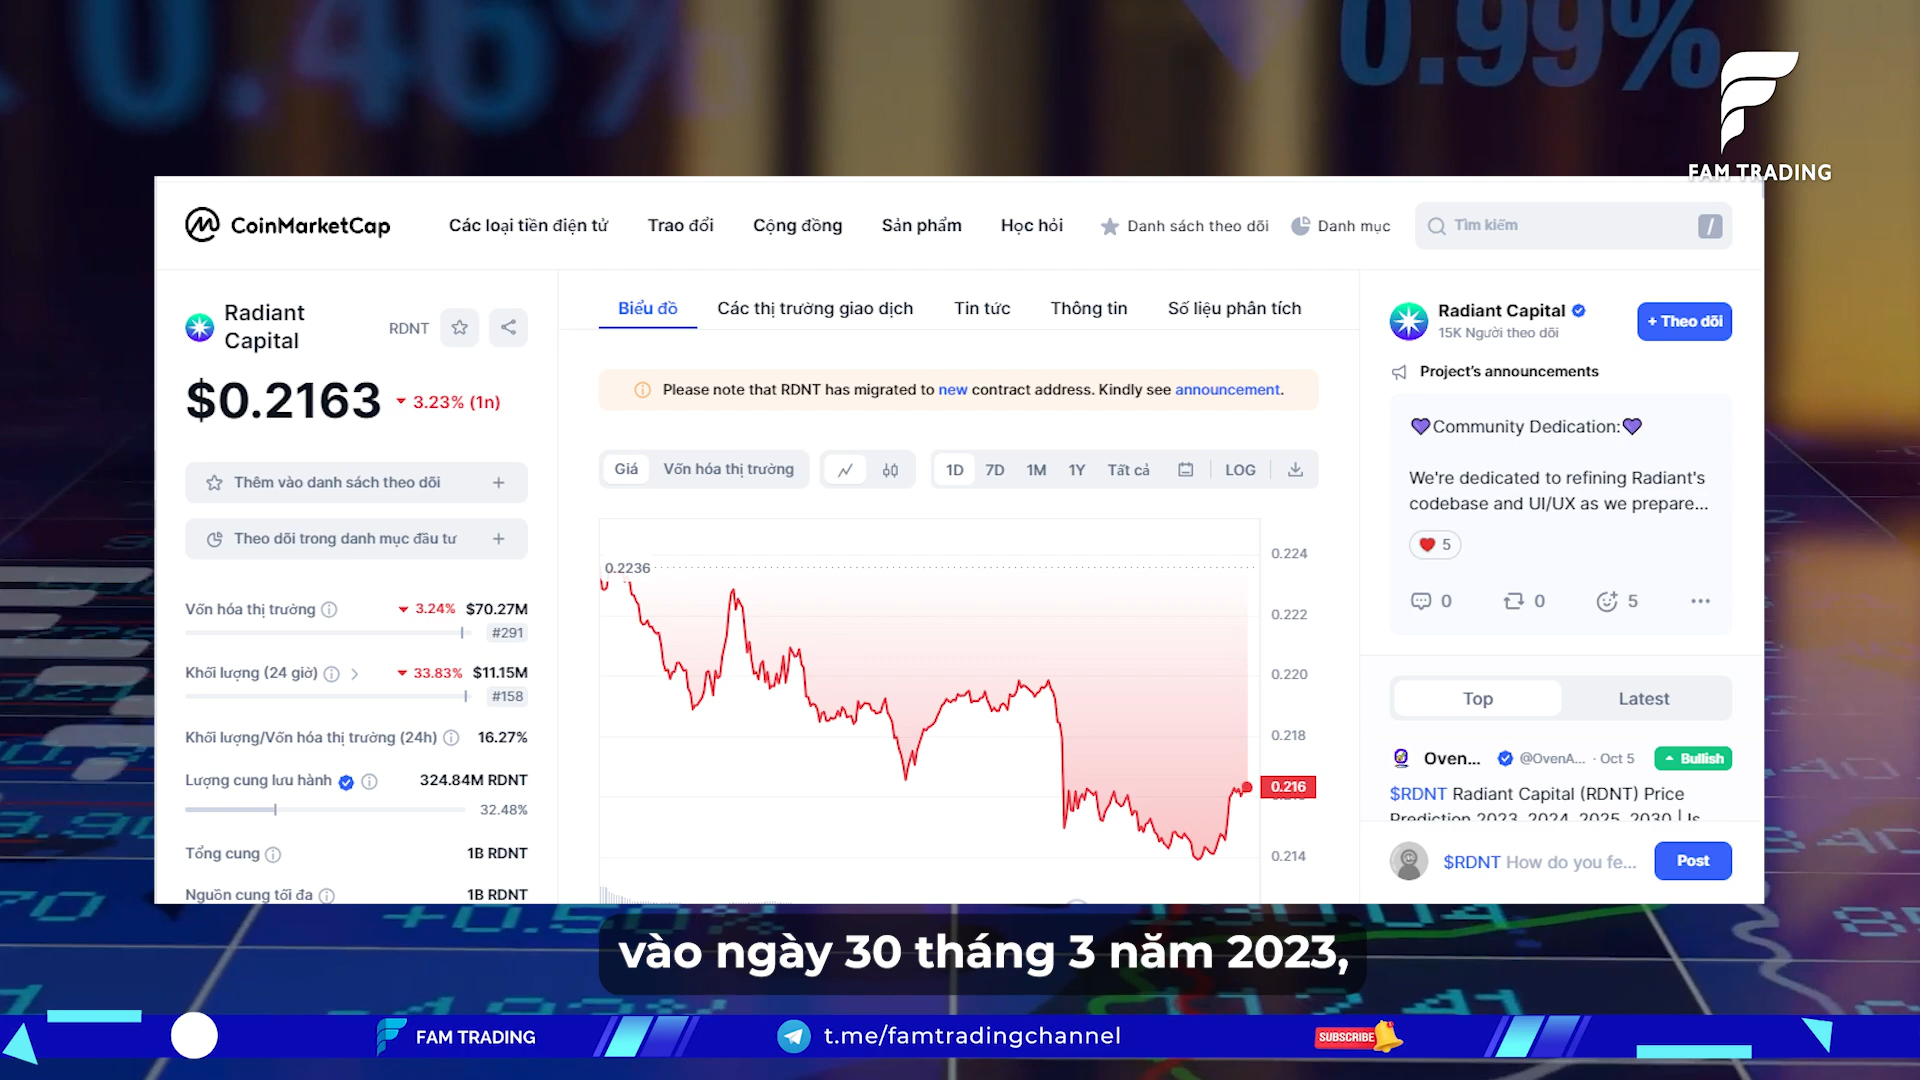 0.46%
0.99%
FAM TRADING
CoinMarketCap
Các loại tiền điện tử
Trao đổi
Cộng đồng
Sản phẩm
Học hỏi
Danh sách theo dõi
Danh mục
Tìm kiếm
/
Radiant
Capital
RDNT
$0.2163
3.23% (1n)
Thêm vào danh sách theo dõi
+
Theo dõi trong danh mục đầu tư
+
Vốn hóa thị trường
3.24%
$70.27M
#291
Khối lượng (24 giờ)
33.83%
$11.15M
#158
Khối lượng/Vốn hóa thị trường (24h)
16.27%
Lượng cung lưu hành
324.84M RDNT
32.48%
Tổng cung
1B RDNT
Nguồn cung tối đa
1B RDNT
Biểu đồ
Các thị trường giao dịch
Tin tức
Thông tin
Số liệu phân tích
Please note that RDNT has migrated to new contract address. Kindly see announcement.
Giá
Vốn hóa thị trường
1D
7D
1M
1Y
Tất cả
LOG
0.2236
0.224
0.222
0.220
0.218
0.216
0.214
Radiant Capital
15K Người theo dõi
+ Theo dõi
Project's announcements
💜Community Dedication:💜
We're dedicated to refining Radiant's
codebase and UI/UX as we prepare...
5
0
0
5
Top
Latest
Oven...
@OvenA...
· Oct 5
Bullish
$RDNT Radiant Capital (RDNT) Price
Prediction 2023, 2024, 2025, 2030 | Is
$RDNT How do you fe...
Post
vào ngày 30 tháng 3 năm 2023,
FAM TRADING
t.me/famtradingchannel
SUBSCRIBE